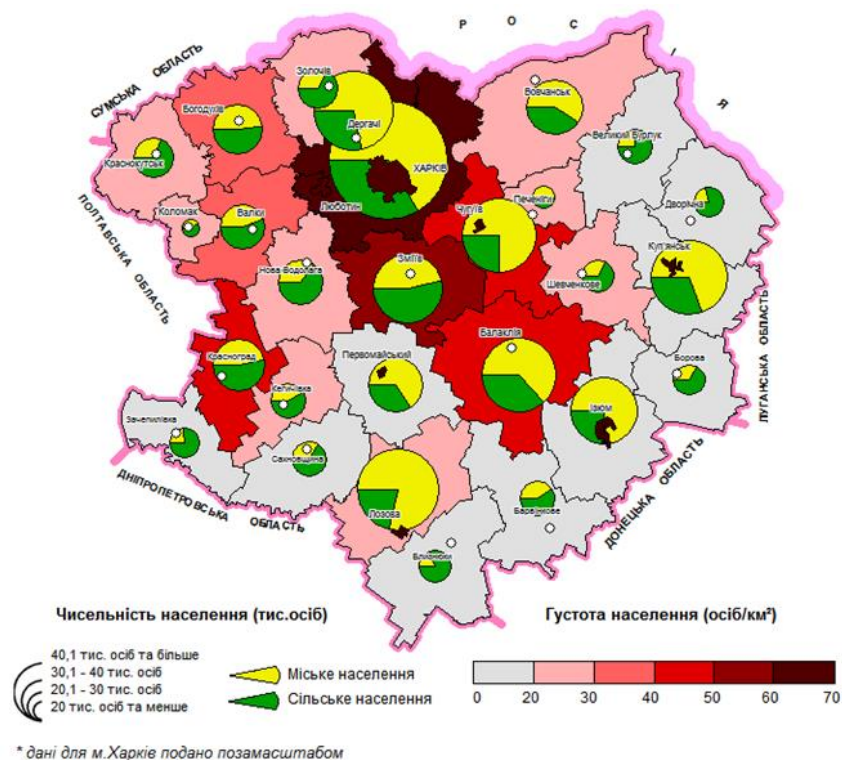 Р О С І Я
СУМСЬКА ОБЛАСТЬ
Золочів
Вовчанськ
Богодухів
Дергачі
Великий Бурлук
Краснокутськ
ХАРКІВ
Дворічна
Печеніги
Люботин
Коломак
Валки
Чугуїв
ПОЛТАВСЬКА ОБЛАСТЬ
Куп'янськ
Зміїв
Нова Водолага
Шевченкове
ЛУГАНСЬКА ОБЛАСТЬ
Балаклія
Первомайський
Красноград
Борова
Кегичівка
Ізюм
Зачепилівка
Сахновщина
Барвінкове
Лозова
ДНІПРОПЕТРОВСЬКА ОБЛАСТЬ
ДОНЕЦЬКА ОБЛАСТЬ
Близнюки
Чисельність населення (тис.осіб)
Густота населення (осіб/км²)
40,1 тис. осіб та більше
30,1 - 40 тис. осіб
20,1 - 30 тис. осіб
20 тис. осіб та менше
Міське населення
Сільське населення
0 20 30 40 50 60 70
* дані для м.Харків подано позамасштабом